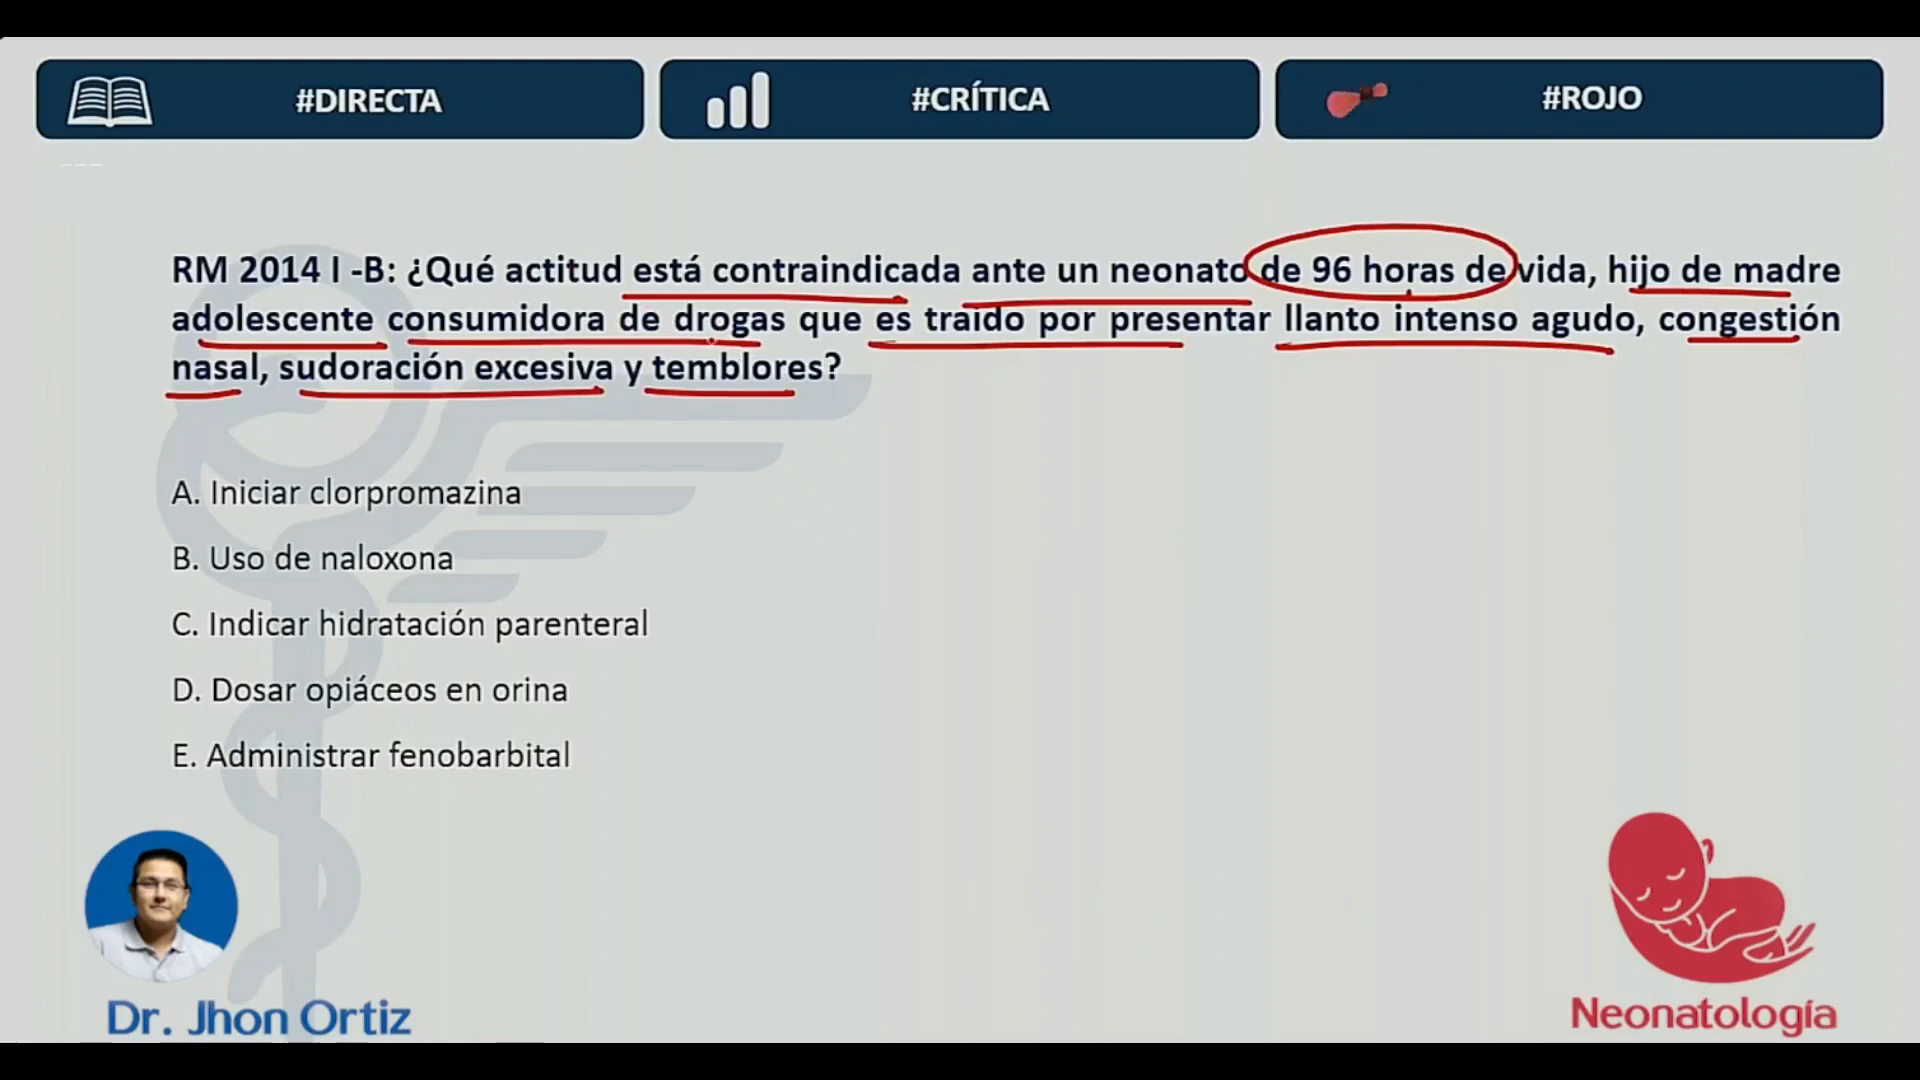 #DIRECTA
#CRÍTICA
#ROJO
RM 2014 I -B: ¿Qué actitud está contraindicada ante un neonato de 96 horas de vida, hijo de madre
adolescente consumidora de drogas que es traído por presentar llanto intenso agudo, congestión
nasal, sudoración excesiva y temblores?
A. Iniciar clorpromazina
B. Uso de naloxona
C. Indicar hidratación parenteral
D. Dosar opiáceos en orina
E. Administrar fenobarbital
Dr. Jhon Ortiz
Neonatología